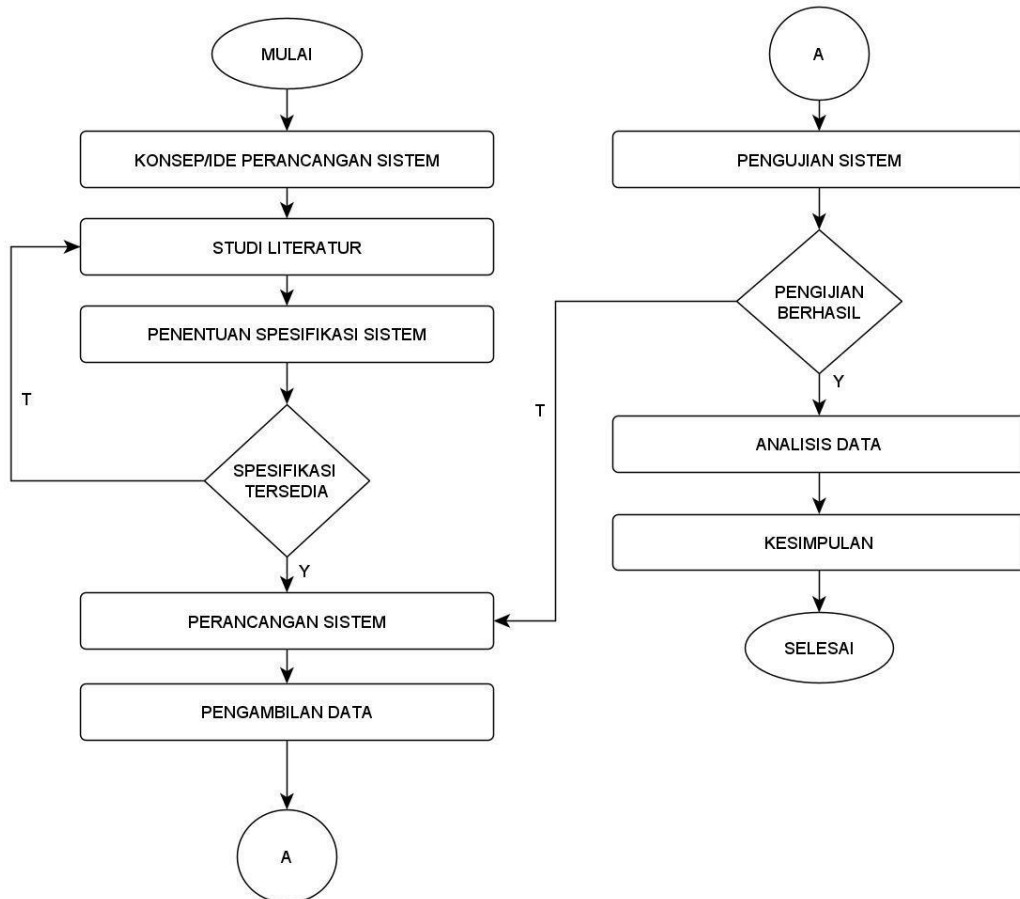 MULAI
KONSEP/IDE PERANCANGAN SISTEM
STUDI LITERATUR
PENENTUAN SPESIFIKASI SISTEM
T
SPESIFIKASI
TERSEDIA
Y
PERANCANGAN SISTEM
PENGAMBILAN DATA
A
A
PENGUJIAN SISTEM
PENGIJIAN
BERHASIL
Y
T
ANALISIS DATA
KESIMPULAN
SELESAI